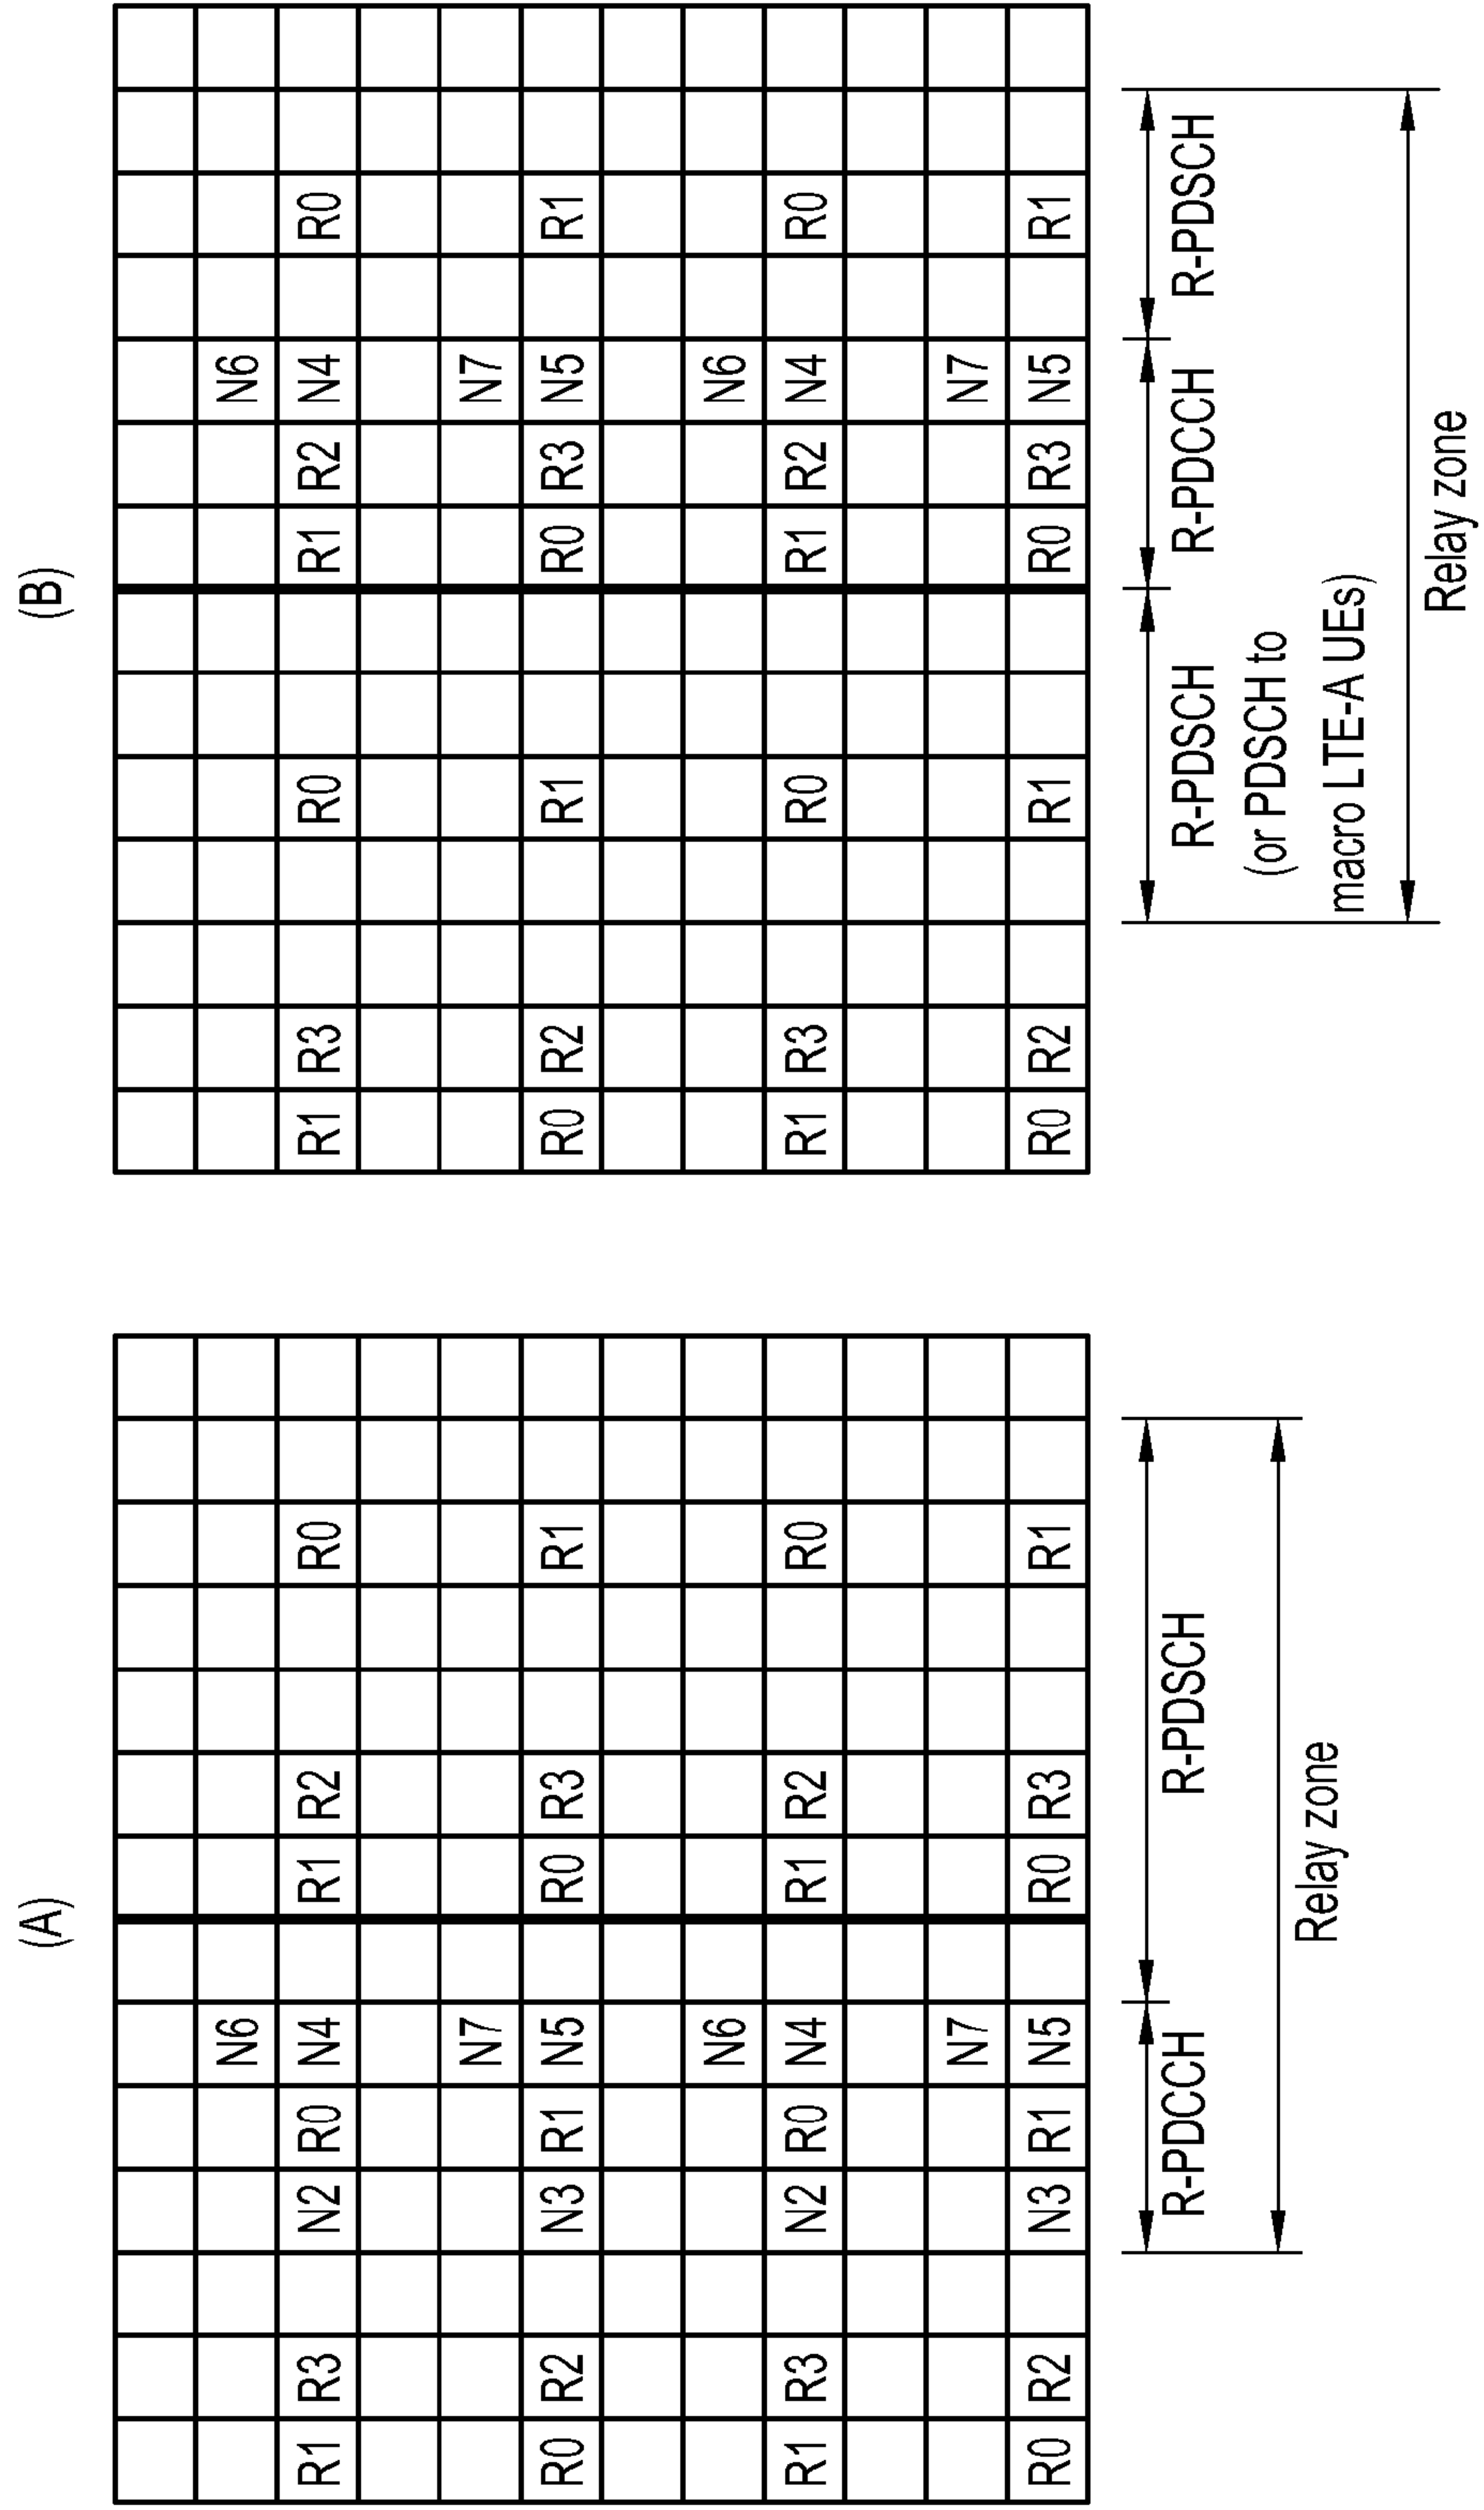 (A)
N6
R1 R3 N2 R0 N4 R1 R2 R0
N7
R0 R2 N3 R1 N5 R0 R3 R1
N6
R1 R3 N2 R0 N4 R1 R2 R0
N7
R0 R2 N3 R1 N5 R0 R3 R1
R-PDCCH
R-PDSCH
Relay zone
(B)
N6
R1 R3 R0 R1 R2 N4 R0
N7
R0 R2 R1 R0 R3 N5 R1
N6
R1 R3 R0 R1 R2 N4 R0
N7
R0 R2 R1 R0 R3 N5 R1
R-PDSCH
(or PDSCH to
macro LTE-A UEs)
R-PDCCH
R-PDSCH
Relay zone